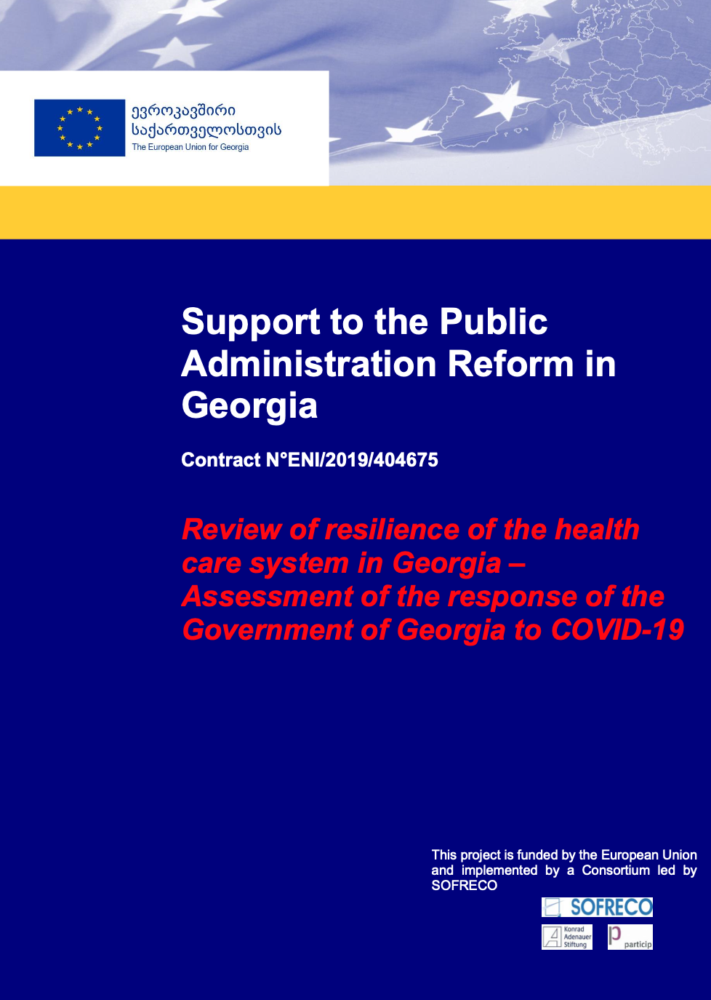 ევროკავშირი
საქართველოსთვის
The European Union for Georgia
Support to the Public
Administration Reform in
Georgia
Contract N°ENI/2019/404675
Review of resilience of the health
care system in Georgia –
Assessment of the response of the
Government of Georgia to COVID-19
This project is funded by the European Union
and implemented by a Consortium led by
SOFRECO
SOFRECO
Konrad
Adenauer
Stiftung
particip